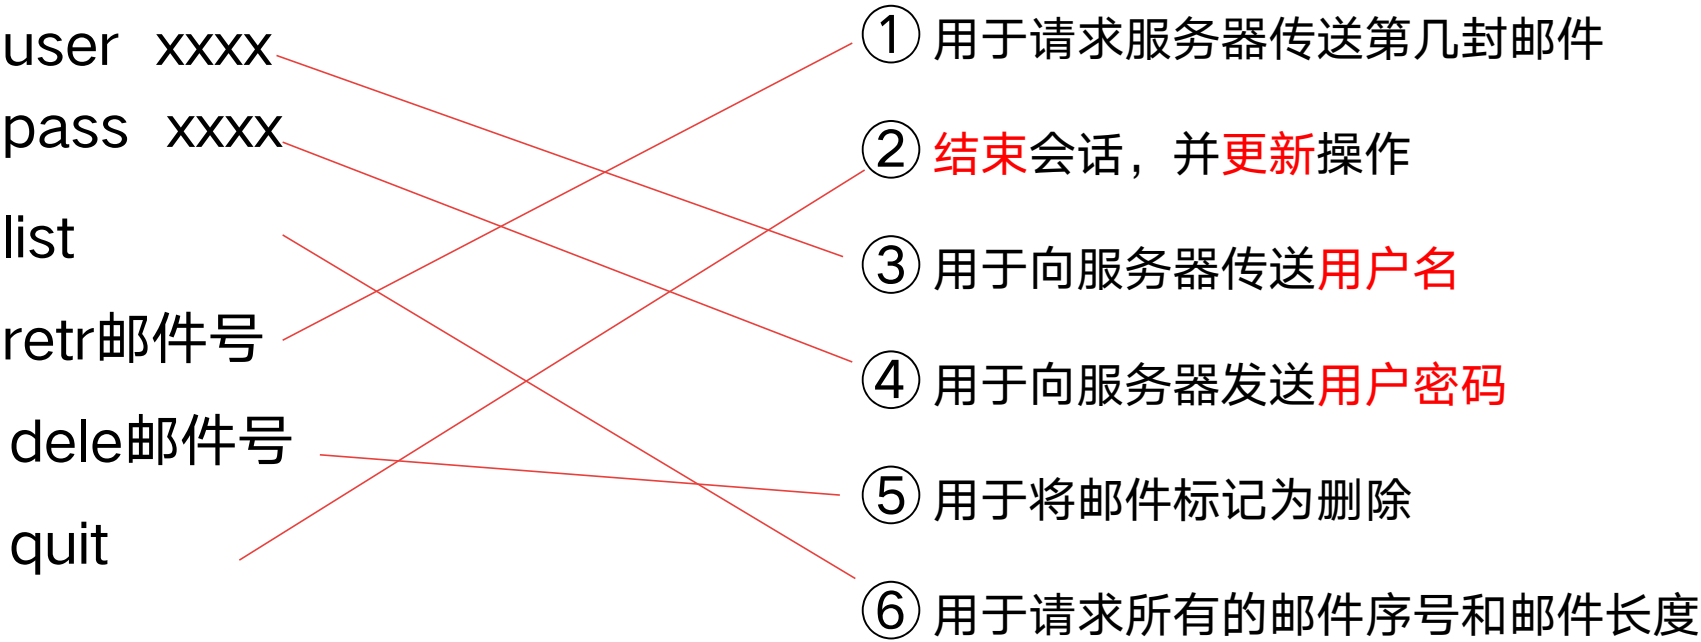 user xxxx
pass xxxx
list
retr邮件号
dele邮件号
quit
① 用于请求服务器传送第几封邮件
② 结束会话，并更新操作
③ 用于向服务器传送用户名
④ 用于向服务器发送用户密码
⑤ 用于将邮件标记为删除
⑥ 用于请求所有的邮件序号和邮件长度